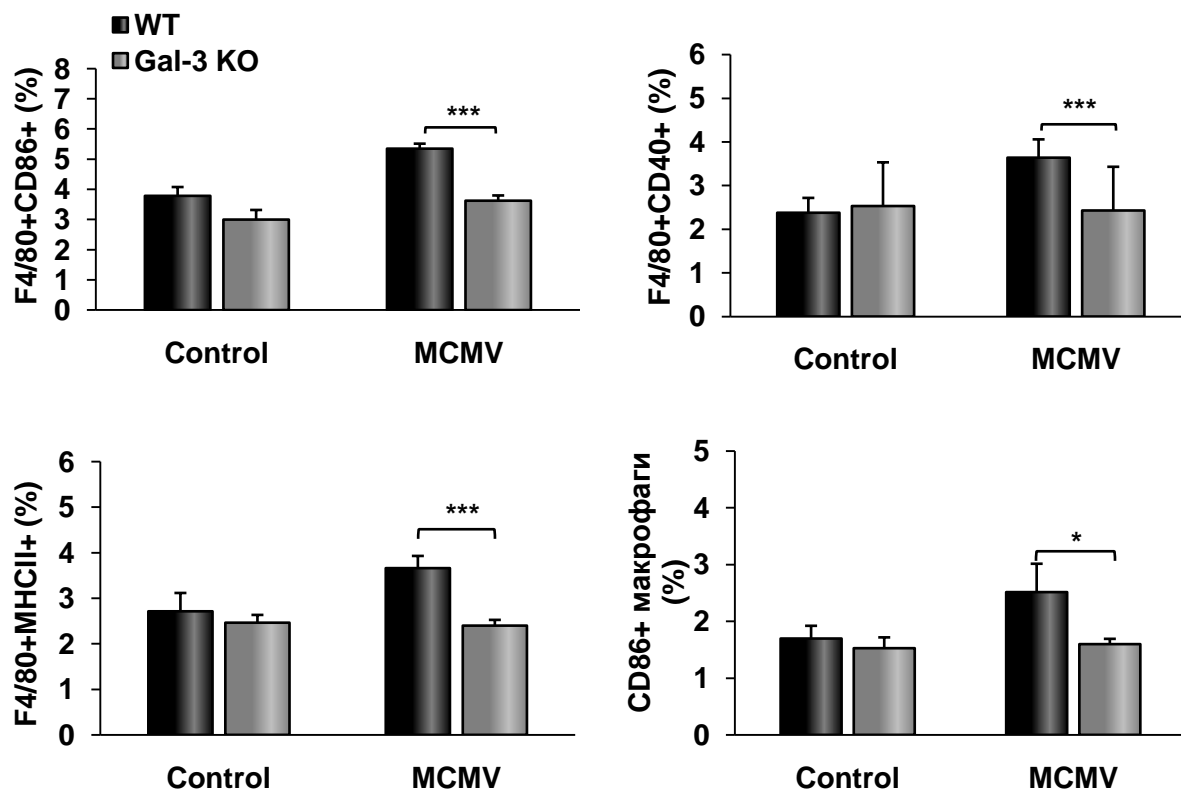 WT
Gal-3 KO
F4/80+CD86+ (%)
8
7
6
5
4
3
2
1
0
***
Control
MCMV
F4/80+CD40+ (%)
6
5
4
3
2
1
0
***
Control
MCMV
F4/80+MHCII+ (%)
6
5
4
3
2
1
0
***
Control
MCMV
CD86+ макрофаги
(%)
5
4
3
2
1
0
*
Control
MCMV